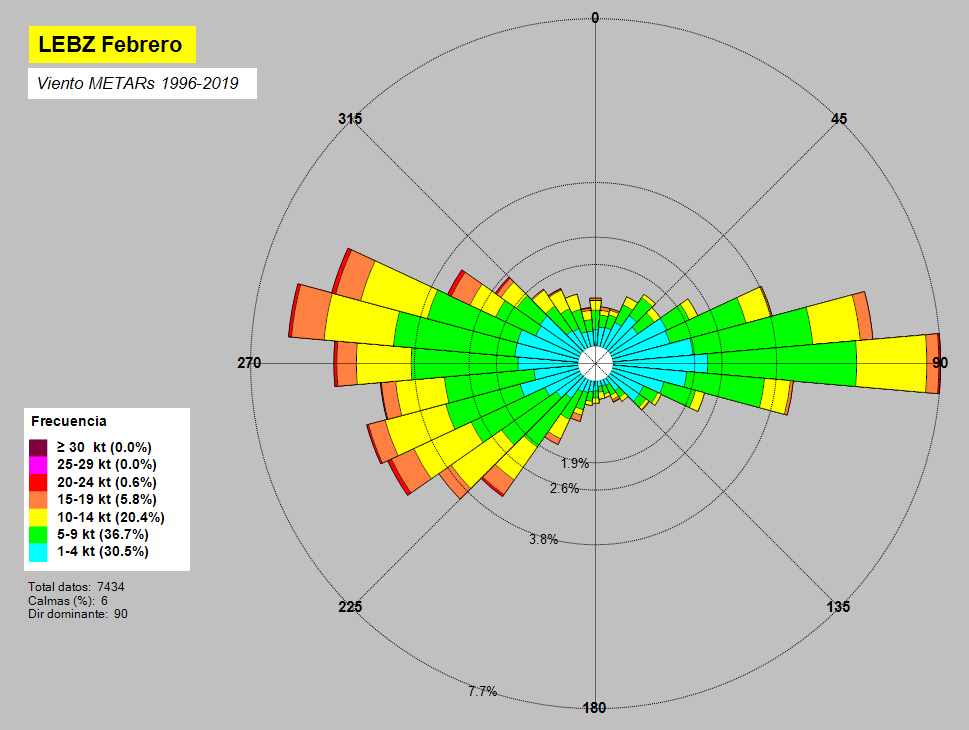 LEBZ Febrero
Viento METARs 1996-2019
0
45
90
135
180
225
270
315
1.9%
2.6%
3.8%
7.7%
Frecuencia
≥ 30 kt (0.0%)
25-29 kt (0.0%)
20-24 kt (0.6%)
15-19 kt (5.8%)
10-14 kt (20.4%)
5-9 kt (36.7%)
1-4 kt (30.5%)
Total datos: 7434
Calmas (%): 6
Dir dominante: 90